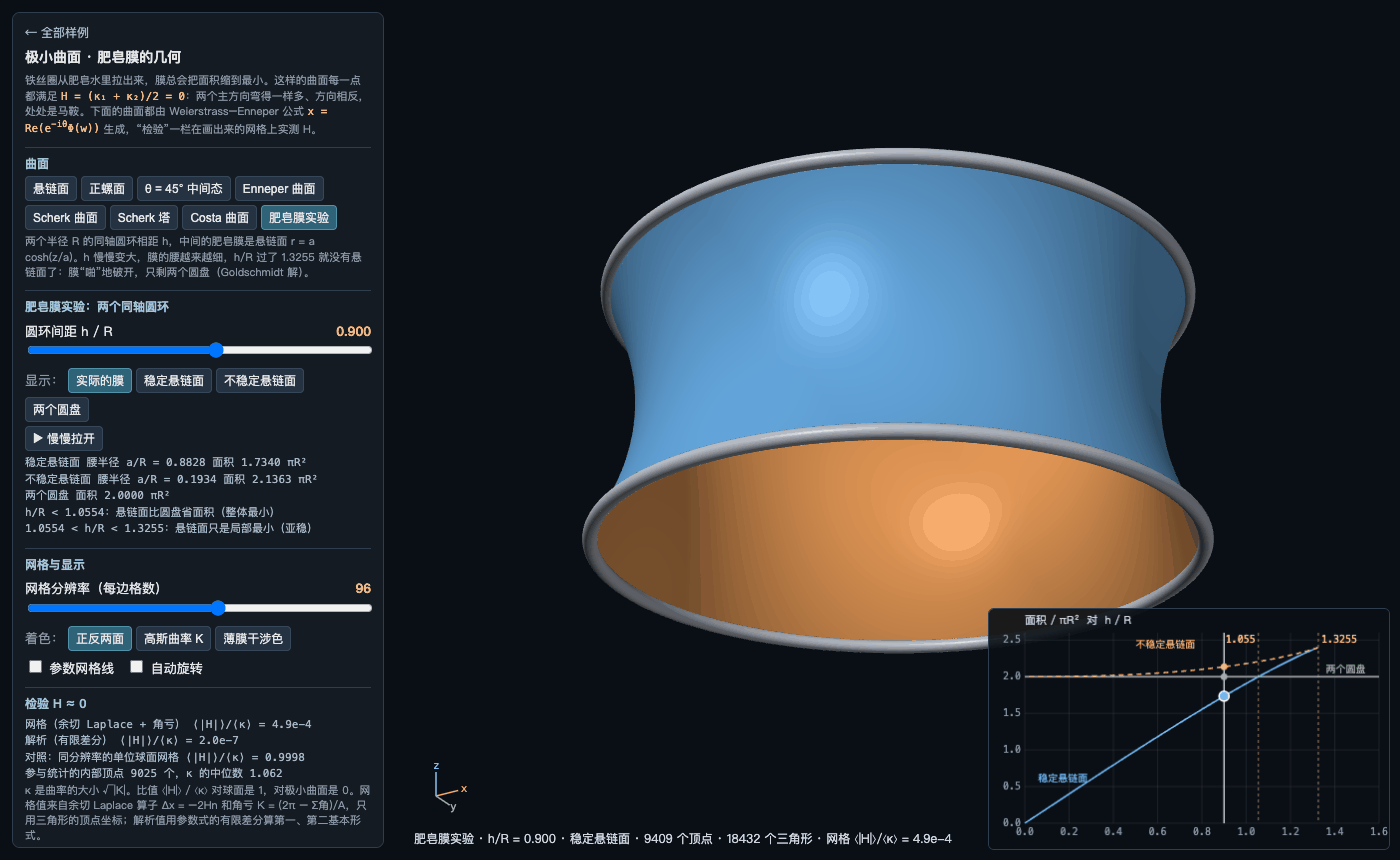 ← 全部样例
极小曲面 · 肥皂膜的几何
铁丝圈从肥皂水里拉出来，膜总会把面积缩到最小。这样的曲面每一点
都满足 H = (κ₁ + κ₂)/2 = 0：两个主方向弯得一样多、方向相反，
处处是马鞍。下面的曲面都由 Weierstrass—Enneper 公式 x =
Re(e⁻ⁱᶿΦ(w)) 生成，“检验”一栏在画出来的网格上实测 H。
曲面
悬链面 正螺面 θ = 45° 中间态 Enneper 曲面
Scherk 曲面 Scherk 塔 Costa 曲面 肥皂膜实验
两个半径 R 的同轴圆环相距 h，中间的肥皂膜是悬链面 r = a
cosh(z/a)。h 慢慢变大，膜的腰越来越细，h/R 过了 1.3255 就没有悬
链面了：膜“啪”地破开，只剩两个圆盘（Goldschmidt 解）。
肥皂膜实验：两个同轴圆环
圆环间距 h / R 0.900
显示： 实际的膜 稳定悬链面 不稳定悬链面
两个圆盘
▶ 慢慢拉开
稳定悬链面 腰半径 a/R = 0.8828 面积 1.7340 πR²
不稳定悬链面 腰半径 a/R = 0.1934 面积 2.1363 πR²
两个圆盘 面积 2.0000 πR²
h/R < 1.0554：悬链面比圆盘省面积（整体最小）
1.0554 < h/R < 1.3255：悬链面只是局部最小（亚稳）
网格与显示
网格分辨率（每边格数） 96
着色： 正反两面 高斯曲率 K 薄膜干涉色
参数网格线 自动旋转
检验 H ≈ 0
网格（余切 Laplace + 角亏） ⟨|H|⟩/⟨κ⟩ = 4.9e-4
解析（有限差分） ⟨|H|⟩/⟨κ⟩ = 2.0e-7
对照：同分辨率的单位球面网格 ⟨|H|⟩/⟨κ⟩ = 0.9998
参与统计的内部顶点 9025 个，κ 的中位数 1.062
κ 是曲率的大小 √|K|。比值 ⟨|H|⟩ / ⟨κ⟩ 对球面是 1，对极小曲面是 0。网
格值来自余切 Laplace 算子 Δx = −2Hn 和角亏 K = (2π − Σ角)/A，只
用三角形的顶点坐标；解析值用参数式的有限差分算第一、第二基本形
式。
z
x
y
肥皂膜实验 · h/R = 0.900 · 稳定悬链面 · 9409 个顶点 · 18432 个三角形 · 网格 ⟨|H|⟩/⟨κ⟩ = 4.9e−4
面积 / πR² 对 h / R
2.5 不稳定悬链面 1.055 1.3255
2.0 两个圆盘
1.5
1.0
0.5 稳定悬链面
0.0
0.0 0.2 0.4 0.6 0.8 1.0 1.2 1.4 1.6